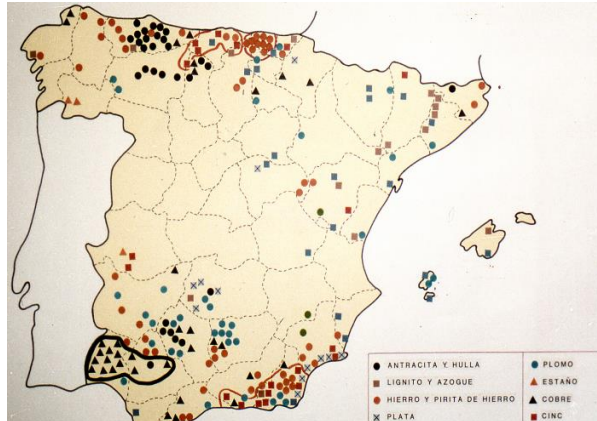 ANTRACITA Y HULLA
LIGNITO Y AZOGUE
HIERRO Y PIRITA DE HIERRO
PLATA
PLOMO
ESTAÑO
COBRE
CINC